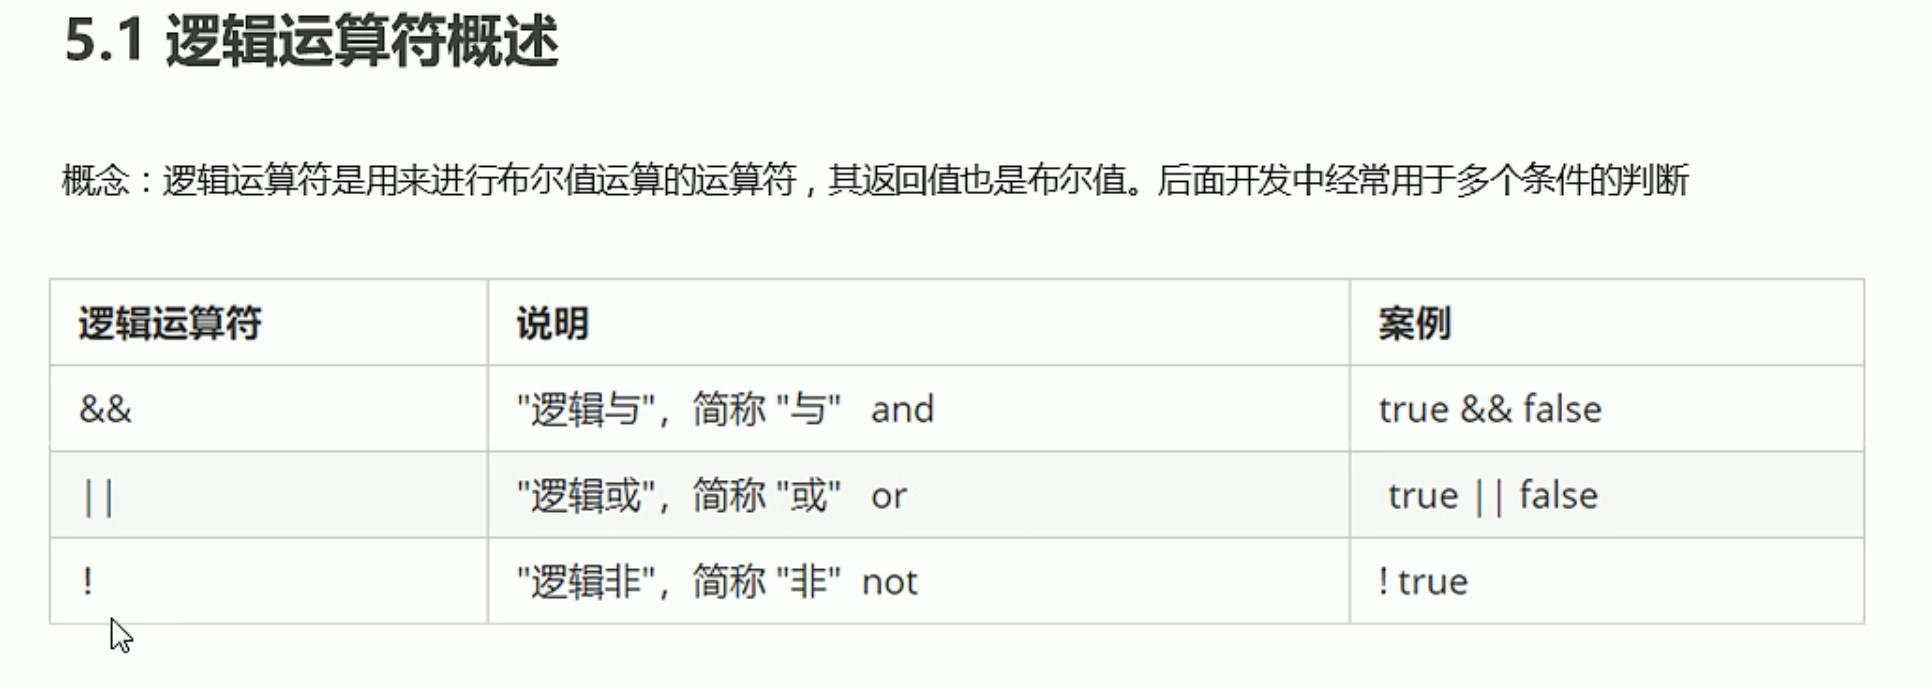 5.1 逻辑运算符概述
概念：逻辑运算符是用来进行布尔值运算的运算符，其返回值也是布尔值。后面开发中经常用于多个条件的判断
逻辑运算符 说明 案例
&& "逻辑与"，简称 "与" and true && false
|| "逻辑或"，简称 "或" or true || false
! "逻辑非"，简称 "非" not ! true